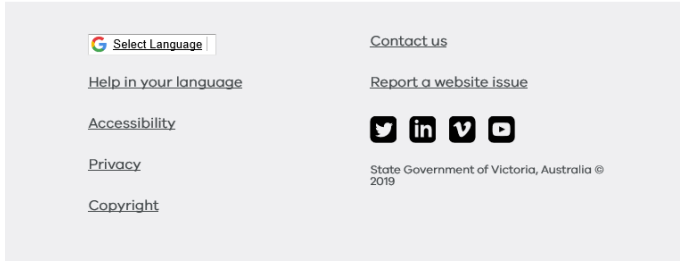 Select Language
Help in your language
Accessibility
Privacy
Copyright
Contact us
Report a website issue
in
State Government of Victoria, Australia ©
2019